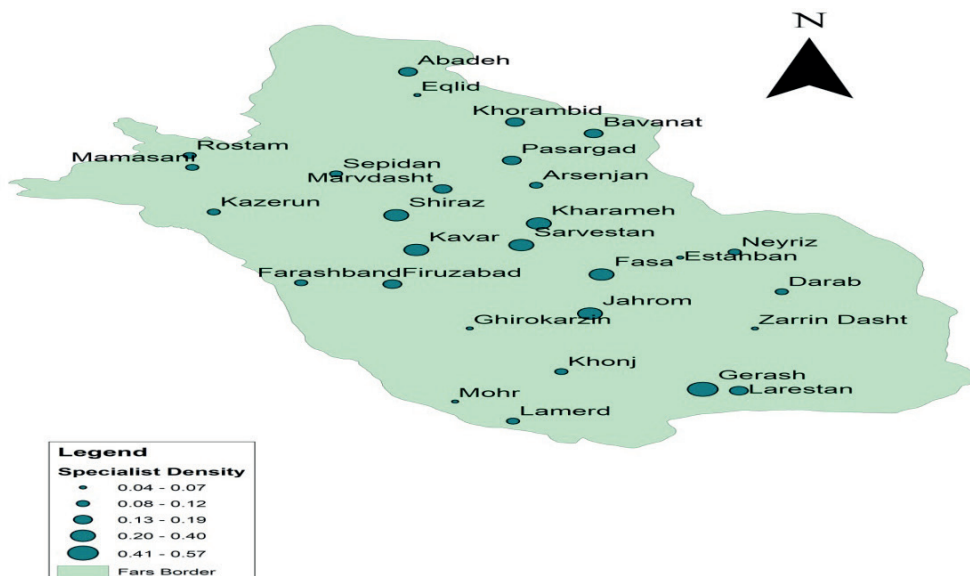 N
Abadeh
Eqlid
Khorambid
Bavanat
Rostam
Mamasani
Pasargad
Sepidan
Marvdasht
Arsenjan
Kazerun
Shiraz
Kharameh
Kavar
Sarvestan
Neyriz
Estahban
Fasa
Farashband
Firuzabad
Darab
Jahrom
Ghirokarzin
Zarrin Dasht
Khonj
Gerash
Larestan
Mohr
Lamerd
Legend
Specialist Density
0.04 - 0.07
0.08 - 0.12
0.13 - 0.19
0.20 - 0.40
0.41 - 0.57
Fars Border